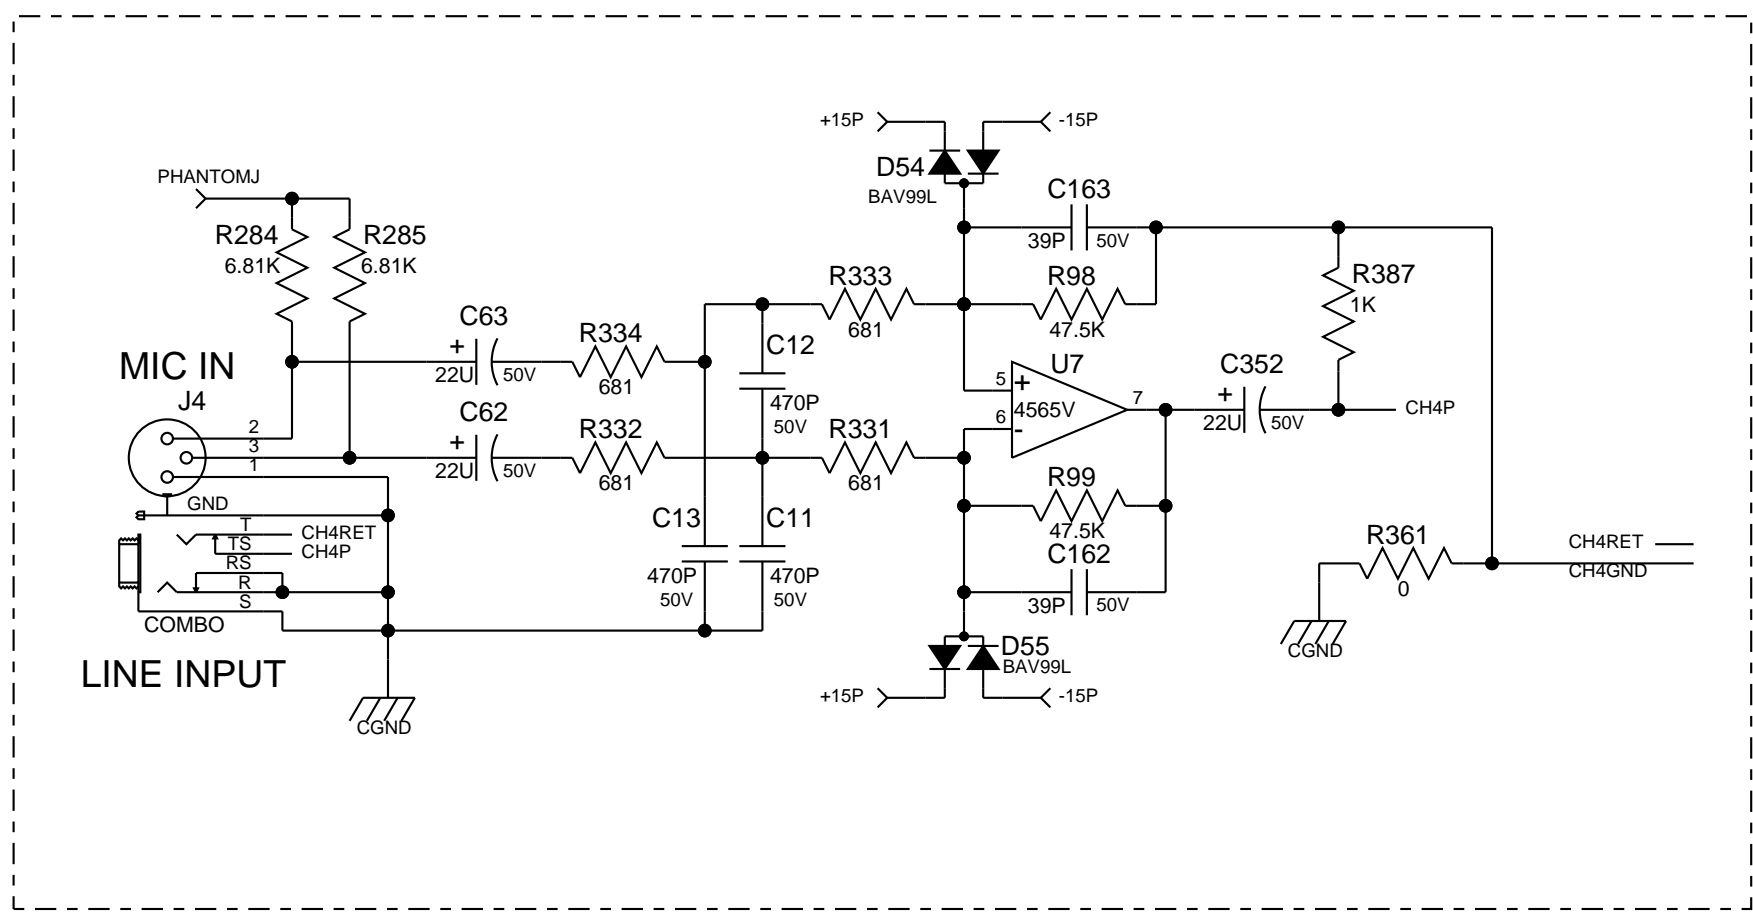 +15P
-15P
D54
BAV99L
PHANTOMJ
C163
39P
50V
R284
6.81K
R285
6.81K
R333
681
R98
47.5K
R387
1K
C63
+
22U
50V
R334
681
C12
470P
50V
MIC IN
J4
U7
5
+
4565V
6
-
7
C352
+
22U
50V
CH4P
2
3
1
C62
+
22U
50V
R332
681
R331
681
R99
47.5K
GND
T
CH4RET
TS
CH4P
RS
R
S
COMBO
C13
470P
50V
C11
470P
50V
C162
39P
50V
R361
0
CH4RET
CH4GND
CGND
LINE INPUT
D55
BAV99L
+15P
-15P
CGND